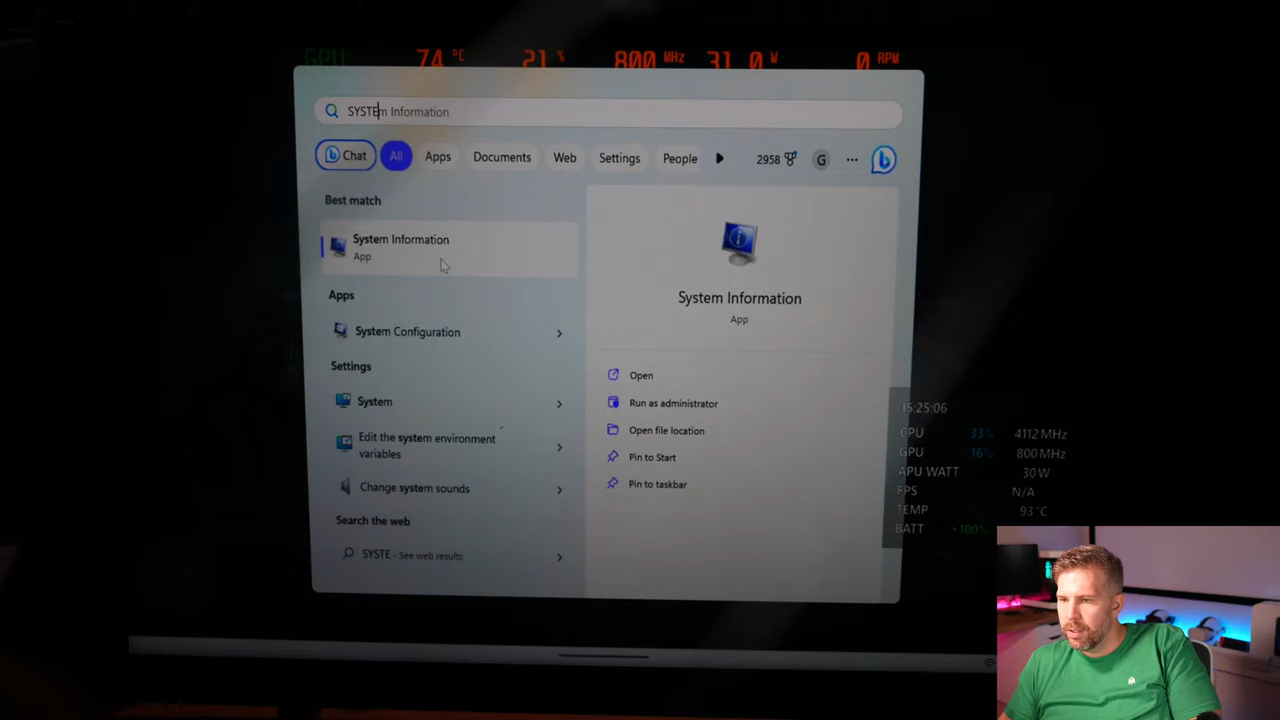 GPU 74 °C 21 % 800 MHz 31 0 W 0 RPM
SYSTEm Information
Chat All Apps Documents Web Settings People 2958 G ...
Best match
System Information
App
Apps
System Configuration
Settings
System
Edit the system environment
variables
Change system sounds
Search the web
SYSTE - See web results
System Information
App
Open
Run as administrator
Open file location
Pin to Start
Pin to taskbar
15:25:06
CPU 33% 4112 MHz
GPU 16% 800 MHz
APU WATT 30 W
FPS N/A
TEMP 93 °C
BATT +100%